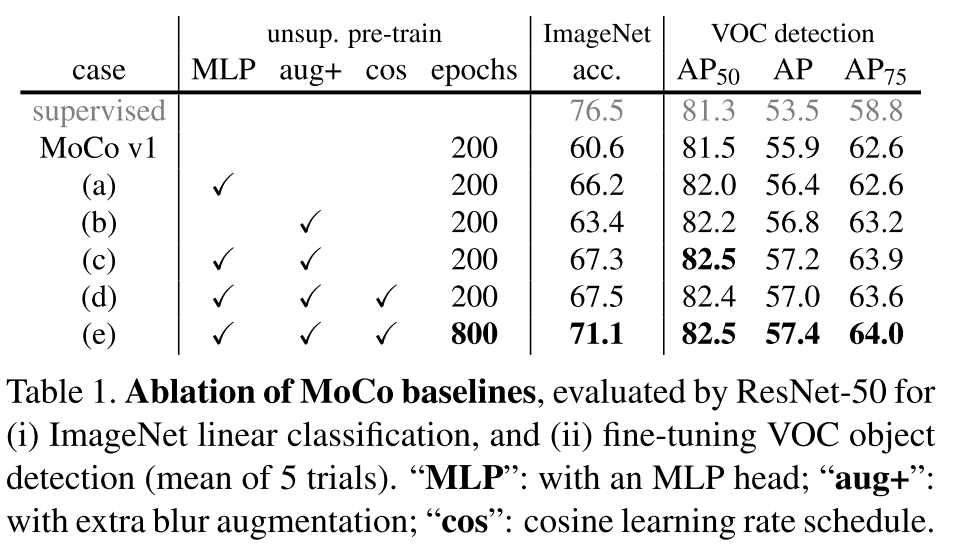 unsup. pre-train ImageNet VOC detection
case MLP aug+ cos epochs acc. AP50 AP AP75
supervised 76.5 81.3 53.5 58.8
MoCo v1 200 60.6 81.5 55.9 62.6
(a) ✓ 200 66.2 82.0 56.4 62.6
(b) ✓ 200 63.4 82.2 56.8 63.2
(c) ✓ ✓ 200 67.3 82.5 57.2 63.9
(d) ✓ ✓ ✓ 200 67.5 82.4 57.0 63.6
(e) ✓ ✓ ✓ 800 71.1 82.5 57.4 64.0
Table 1. Ablation of MoCo baselines, evaluated by ResNet-50 for
(i) ImageNet linear classification, and (ii) fine-tuning VOC object
detection (mean of 5 trials). “MLP”: with an MLP head; “aug+”:
with extra blur augmentation; “cos”: cosine learning rate schedule.